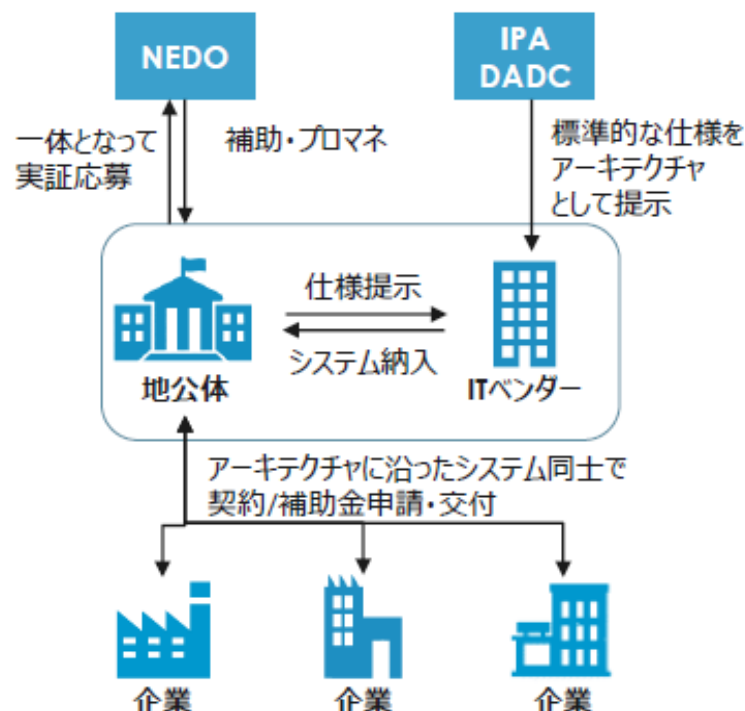 NEDO
IPA
DADC
一体となって
実証応募
補助・プロマネ
標準的な仕様を
アーキテクチャ
として提示
仕様提示
システム納入
地公体
ITベンダー
アーキテクチャに沿ったシステム同士で
契約/補助金申請・交付
企業
企業
企業